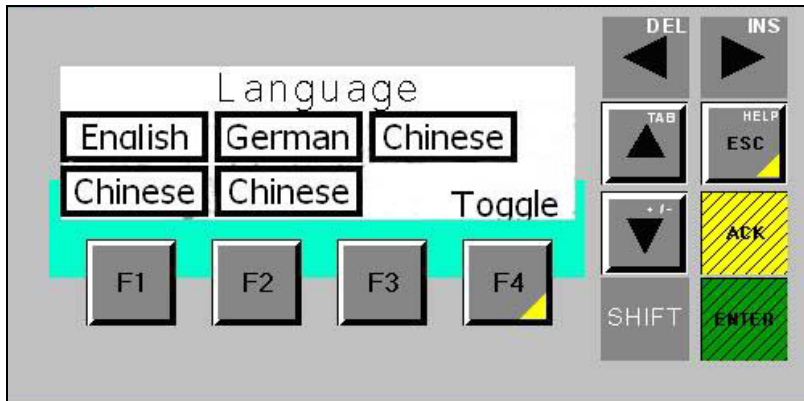 DEL INS
Language
English German Chinese
TAB HELP
ESC
Chinese Chinese
Toggle
+/-
ACK
F1 F2 F3 F4
SHIFT ENTER